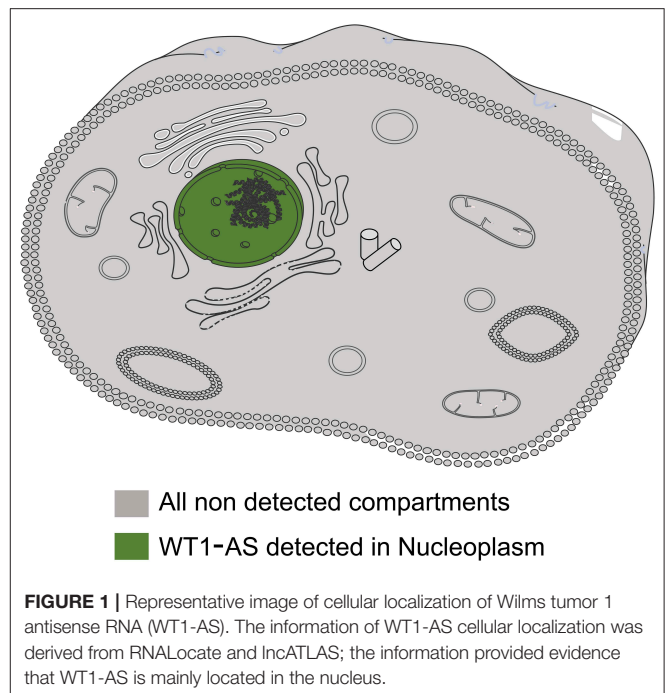 All non detected compartments
WT1-AS detected in Nucleoplasm
FIGURE 1 | Representative image of cellular localization of Wilms tumor 1
antisense RNA (WT1-AS). The information of WT1-AS cellular localization was
derived from RNALocate and lncATLAS; the information provided evidence
that WT1-AS is mainly located in the nucleus.